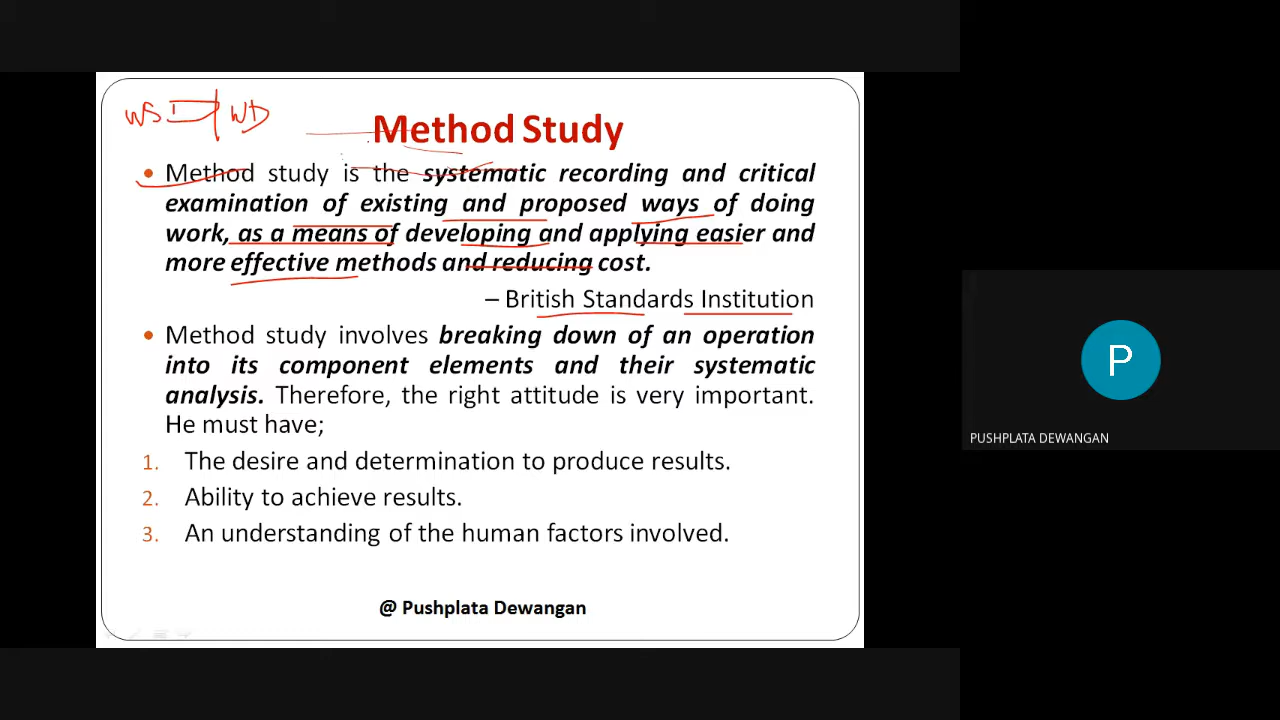 WS WD
Method Study
• Method study is the systematic recording and critical
examination of existing and proposed ways of doing
work, as a means of developing and applying easier and
more effective methods and reducing cost.
– British Standards Institution
• Method study involves breaking down of an operation
into its component elements and their systematic
analysis. Therefore, the right attitude is very important.
He must have;
1. The desire and determination to produce results.
2. Ability to achieve results.
3. An understanding of the human factors involved.
@ Pushplata Dewangan
P
PUSHPLATA DEWANGAN